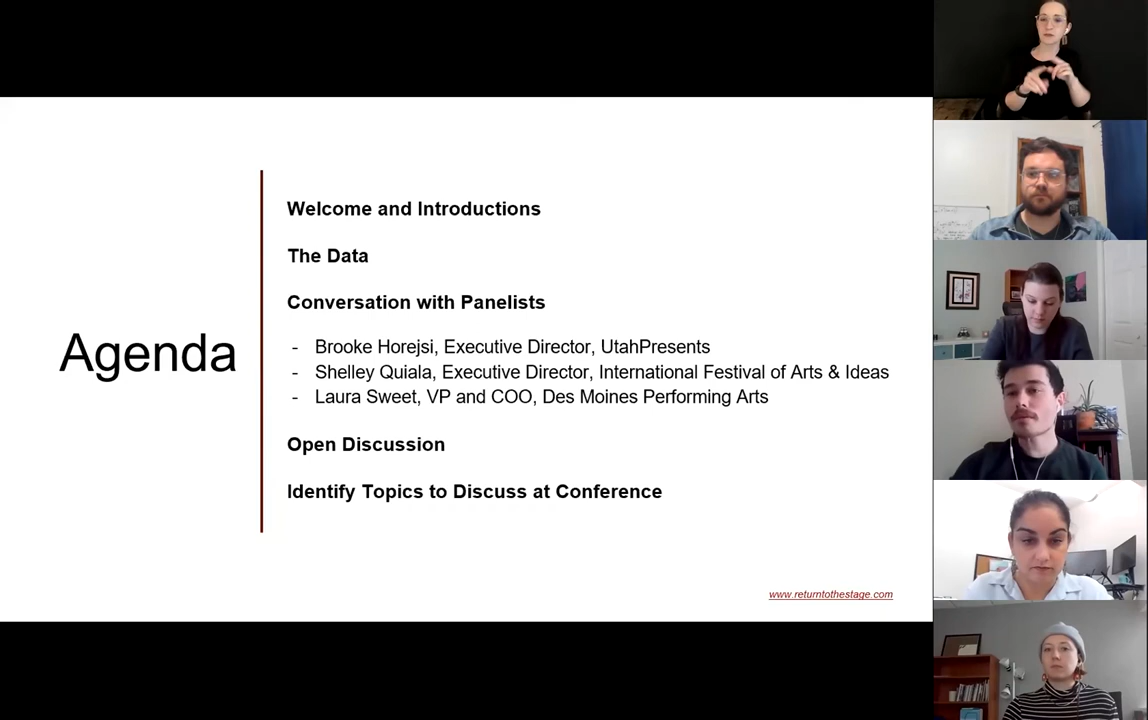 Agenda
Welcome and Introductions
The Data
Conversation with Panelists
- Brooke Horejsi, Executive Director, UtahPresents
- Shelley Quiala, Executive Director, International Festival of Arts & Ideas
- Laura Sweet, VP and COO, Des Moines Performing Arts
Open Discussion
Identify Topics to Discuss at Conference
www.returntothestage.com